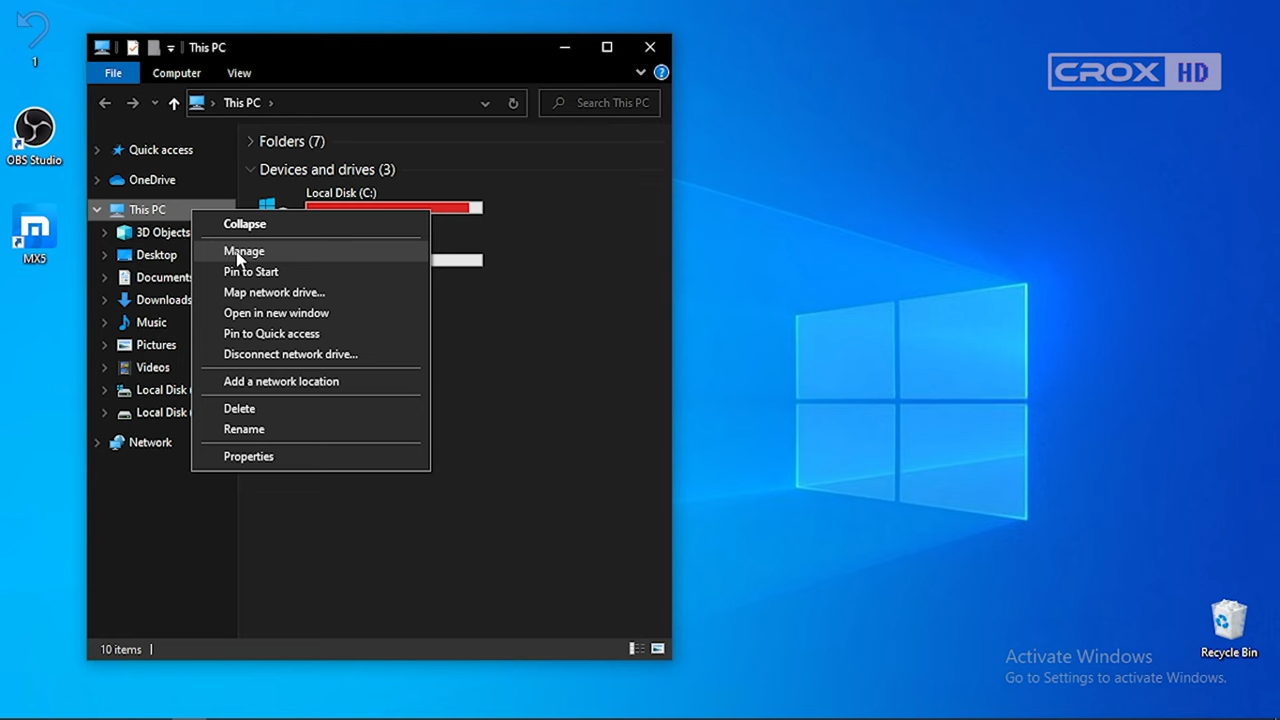 1
OBS Studio
MX5
This PC
File Computer View
This PC
Search This PC
Quick access
OneDrive
This PC
3D Objects
Desktop
Documents
Downloads
Music
Pictures
Videos
Local Disk
Local Disk
Network
Folders (7)
Devices and drives (3)
Local Disk (C:)
Collapse
Manage
Pin to Start
Map network drive...
Open in new window
Pin to Quick access
Disconnect network drive...
Add a network location
Delete
Rename
Properties
10 items
CROX HD
Recycle Bin
Activate Windows
Go to Settings to activate Windows.